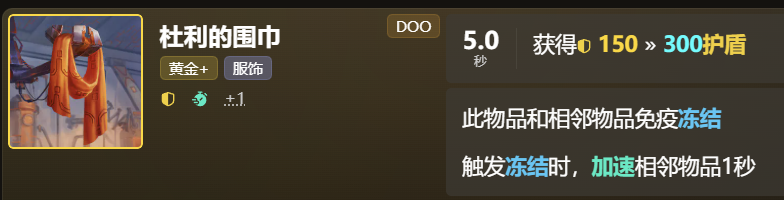 杜利的围巾
DOO
黄金+
服饰
+1
5.0
秒
获得 150 » 300护盾
此物品和相邻物品免疫冻结
触发冻结时，加速相邻物品1秒